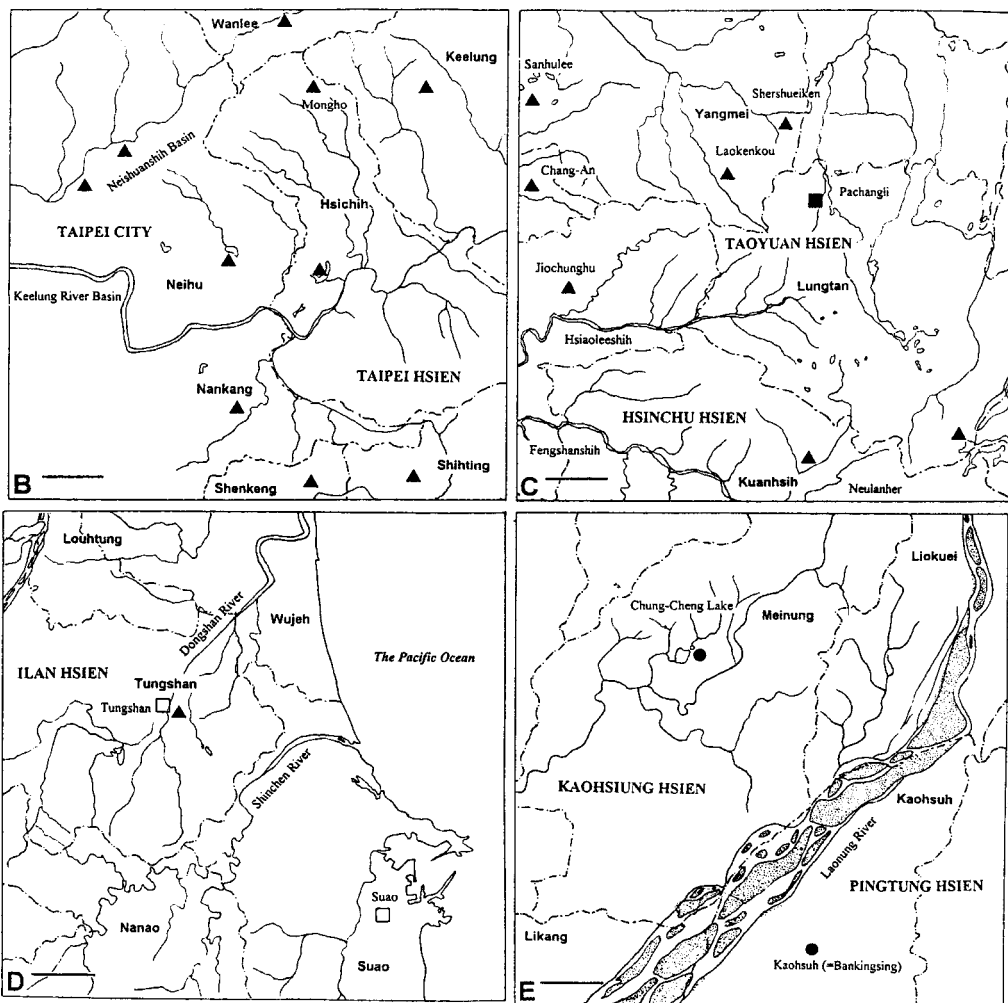 Wanlee
Keelung
Mongho
Neishuanshih Basin
Hsichih
TAIPEI CITY
Neihu
Keelung River Basin
TAIPEI HSIEN
Nankang
Shihting
Shenkeng
B
Sanhulee
Shershueiken
Yangmei
Laokenkou
Chang-An
Pachangli
TAOYUAN HSIEN
Jiochunghu
Lungtan
Hsiaoleeshih
HSINCHU HSIEN
Fengshanshih
Kuanhsih
Neulanher
C
Louhtung
Dongshan River
Wujeh
The Pacific Ocean
ILAN HSIEN
Tungshan
Tungshan
Shinchen River
Nanao
Suao
Suao
D
Liokuei
Chung-Cheng Lake
Meinung
KAOHSIUNG HSIEN
Kaohsuh
Laonung River
PINGTUNG HSIEN
Likang
Kaohsuh (=Bankingsing)
E